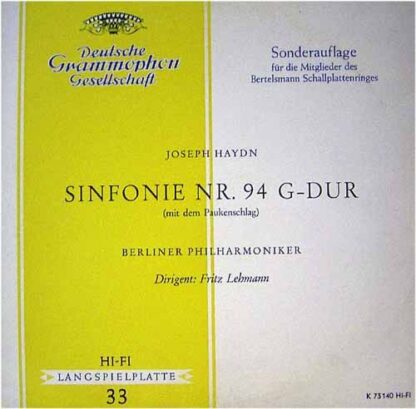 Deutsche
Grammophon
Gesellschaft
Sonderauflage
für die Mitglieder des
Bertelsmann Schallplattenringes
JOSEPH HAYDN
SINFONIE NR. 94 G-DUR
(mit dem Paukenschlag)
BERLINER PHILHARMONIKER
Dirigent: Fritz Lehmann
HI-FI
LANGSPIELPLATTE
33
K 73140 HI-FI